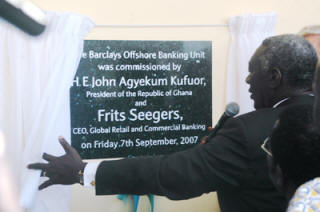 e Barclays Offshore Banking Unit
was commissioned by
H.E.John Agyekum Kufuor,
President of the Republic of Ghana
and
Frits Seegers,
CEO, Global Retail and Commercial Banking
on Friday.7th September, 2007